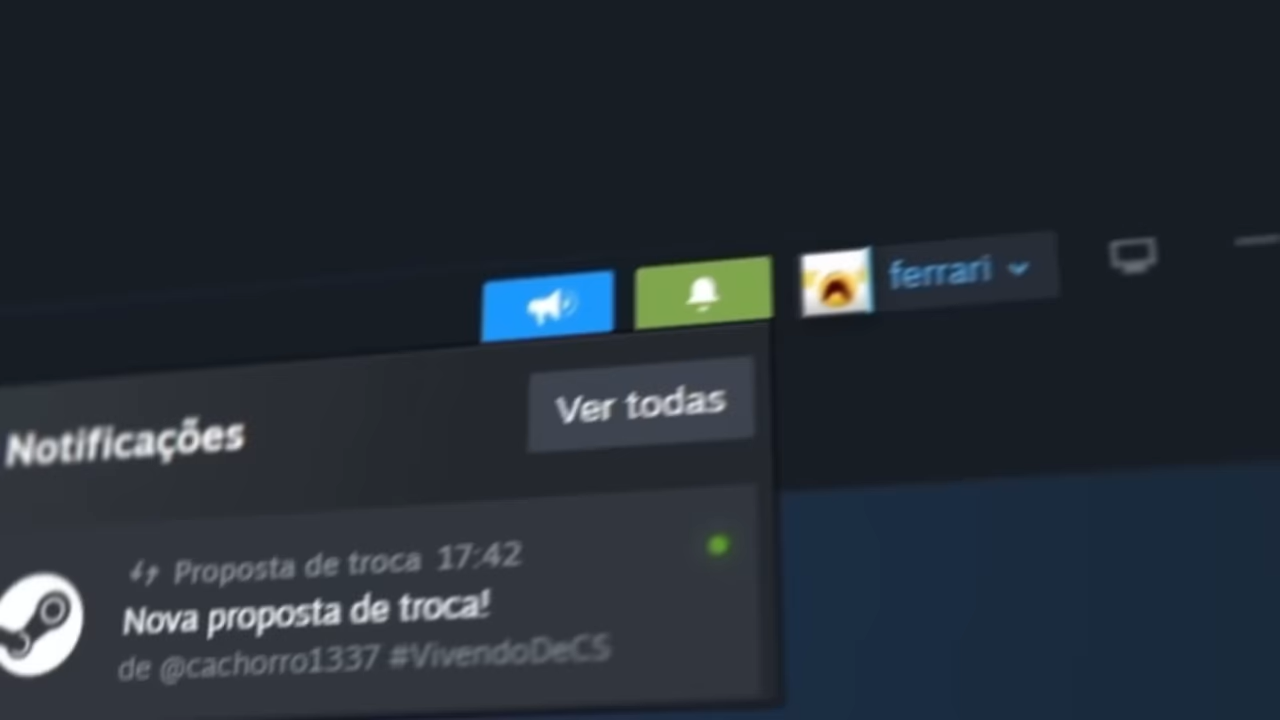 ferrari
Ver todas
Notificações
Proposta de troca 17:42
Nova proposta de troca!
de @cachorro1337 #VivendoDeCS